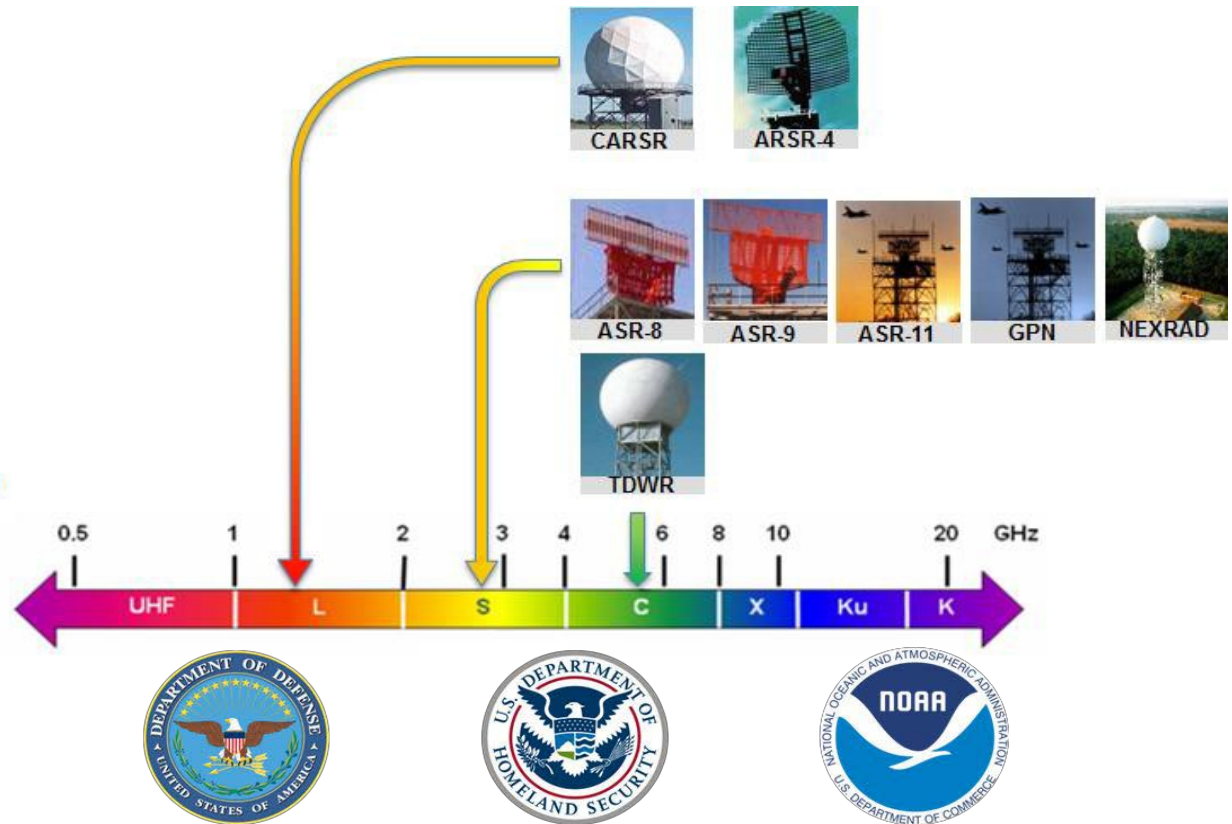 CARSR
ARSR-4
ASR-8
ASR-9
ASR-11
GPN
NEXRAD
TDWR
0.5 1 2 3 4 6 8 10 20 GHz
UHF L S C X Ku K
DEPARTMENT OF DEFENSE
UNITED STATES OF AMERICA
U.S. DEPARTMENT OF
HOMELAND SECURITY
NATIONAL OCEANIC AND ATMOSPHERIC ADMINISTRATION
NOAA
U.S. DEPARTMENT OF COMMERCE